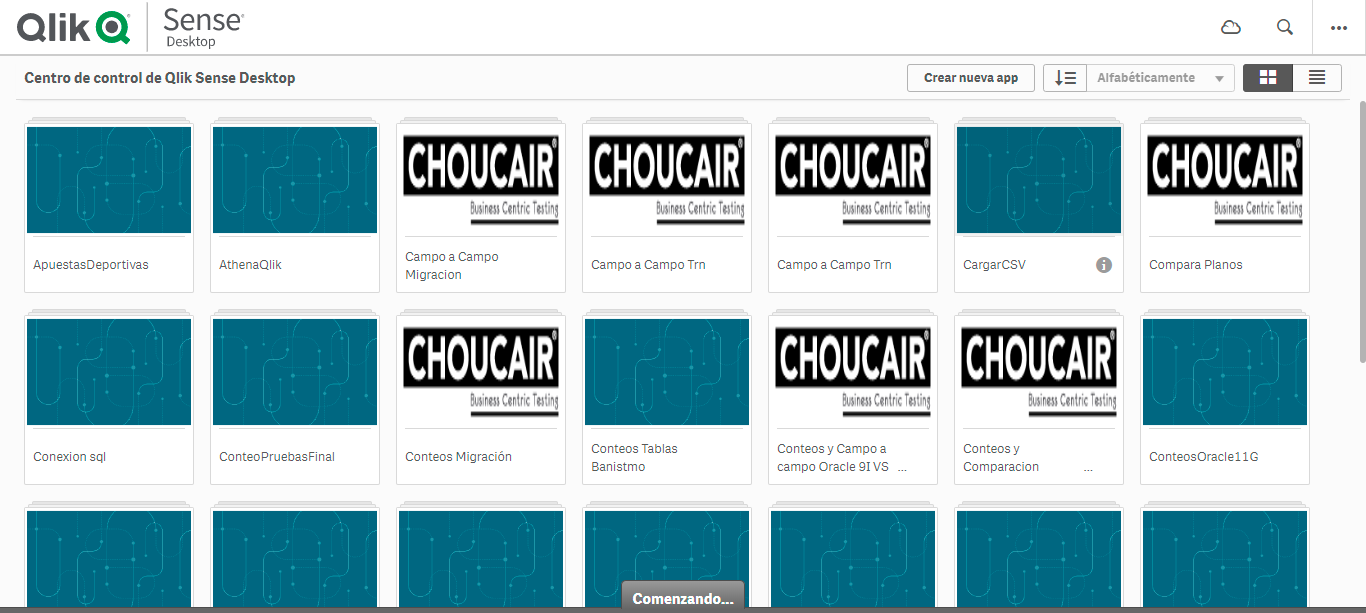 Qlik
Sense®
Desktop
Centro de control de Qlik Sense Desktop
Crear nueva app
Alfabéticamente
CHOUCAIR®
Business Centric Testing
CHOUCAIR®
Business Centric Testing
CHOUCAIR®
Business Centric Testing
CHOUCAIR®
Business Centric Testing
ApuestasDeportivas
AthenaQlik
Campo a Campo
Migracion
Campo a Campo Trn
Campo a Campo Trn
CargarCSV
Compara Planos
CHOUCAIR®
Business Centric Testing
CHOUCAIR®
Business Centric Testing
CHOUCAIR®
Business Centric Testing
Conexion sql
ConteoPruebasFinal
Conteos Migración
Conteos Tablas
Banistmo
Conteos y Campo a
campo Oracle 9I VS ...
Conteos y
Comparacion ...
ConteosOracle11G
Comenzando...